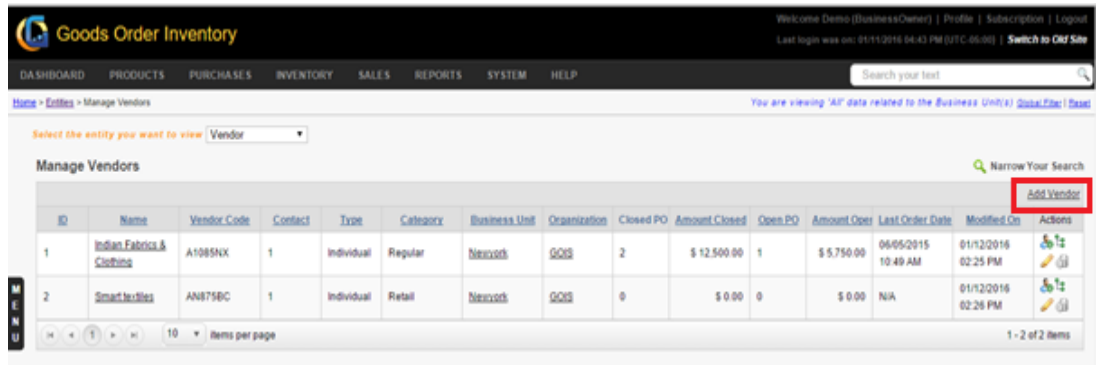 Welcome Demo (BusinessOwner) | Profile | Subscription | Logout
Goods Order Inventory
Last login was on: 01/11/2016 04:43 PM (UTC-05:00) | Switch to Old Site
DASHBOARD PRODUCTS PURCHASES INVENTORY SALES REPORTS SYSTEM HELP Search your text
Home > Entities > Manage Vendors You are viewing 'All' data related to the Business Unit(s) Global Filter | Reset
Select the entity you want to view Vendor
Manage Vendors Narrow Your Search
Add Vendor
ID Name Vendor Code Contact Type Category Business Unit Organization Closed PO Amount Closed Open PO Amount Open Last Order Date Modified On Actions
1 Indian Fabrics & Clothing A1085NX 1 Individual Regular Newyork GOIS 2 $ 12,500.00 1 $ 5,750.00 06/05/2015 10:49 AM 01/12/2016 02:25 PM
2 Smart textiles AN875BC 1 Individual Retail Newyork GOIS 0 $ 0.00 0 $ 0.00 N/A 01/12/2016 02:26 PM
MENU
1 10 items per page 1 - 2 of 2 items